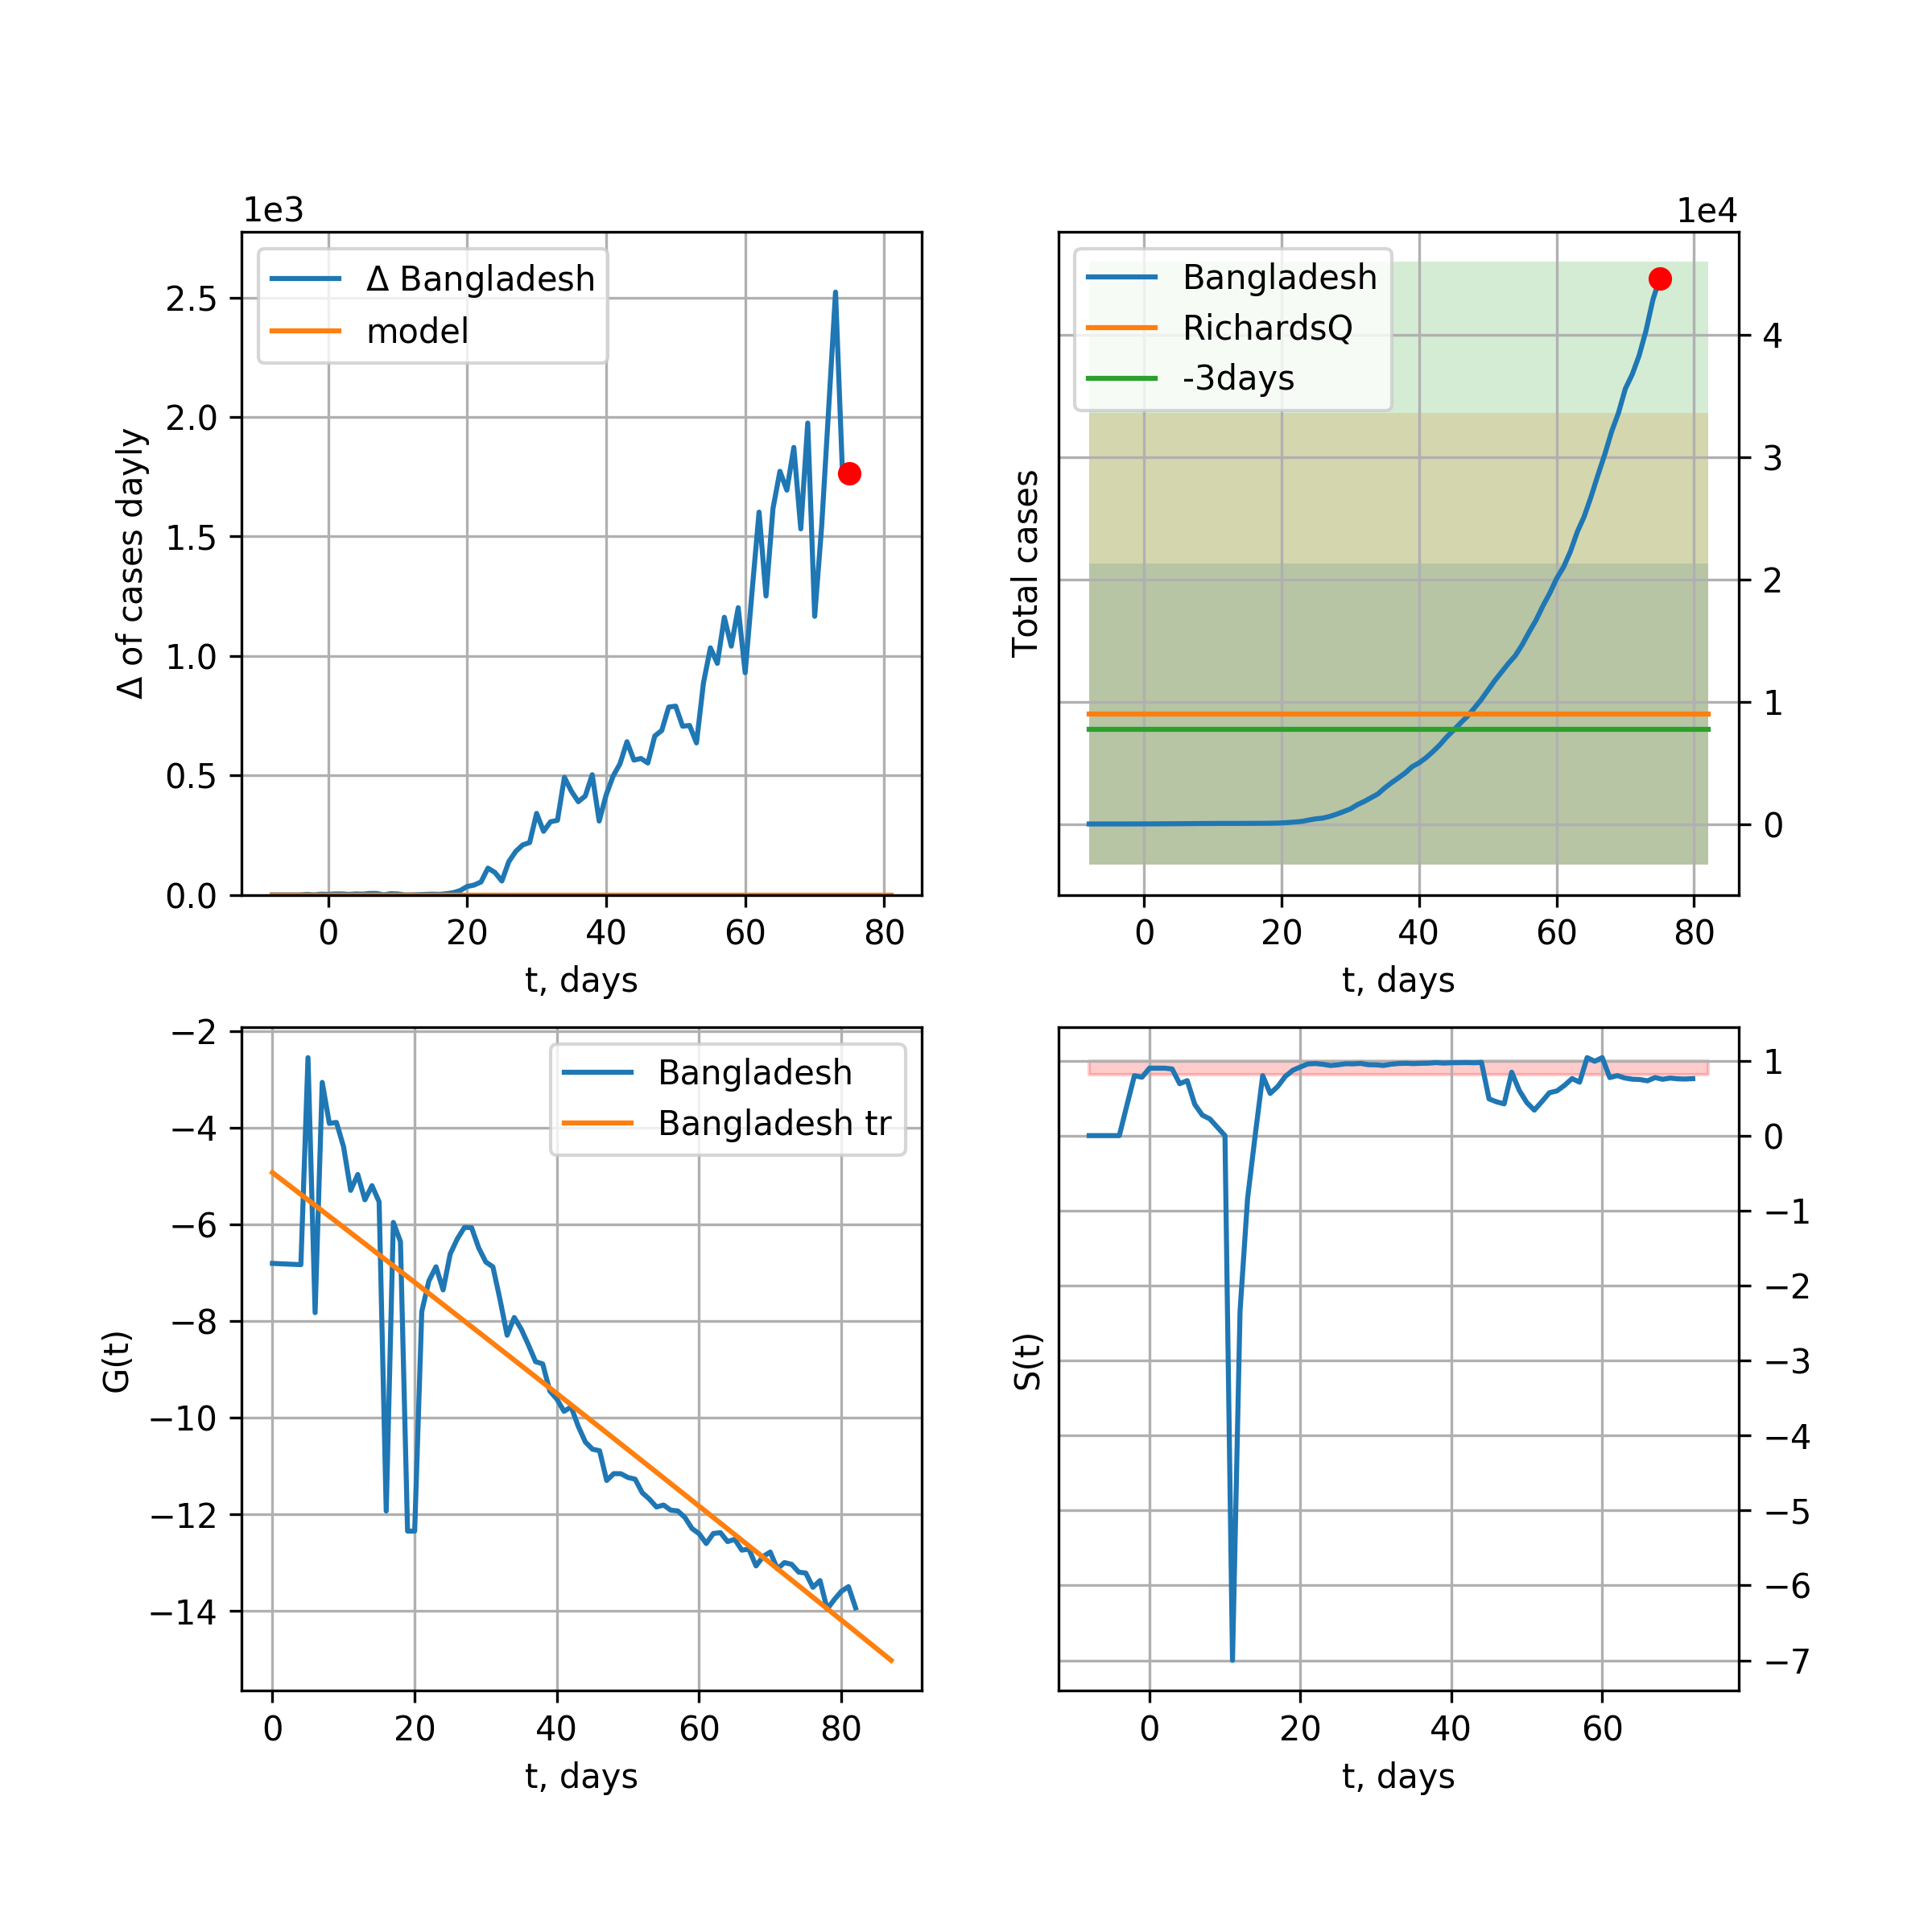 1e3
Δ Bangladesh
model
2.5
2.0
1.5
1.0
0.5
0.0
Δ of cases dayly
0 20 40 60 80
t, days
1e4
Bangladesh
RichardsQ
-3days
Total cases
4
3
2
1
0
0 20 40 60 80
t, days
−2
−4
−6
−8
−10
−12
−14
G(t)
Bangladesh
Bangladesh tr
0 20 40 60 80
t, days
S(t)
1
0
−1
−2
−3
−4
−5
−6
−7
0 20 40 60
t, days